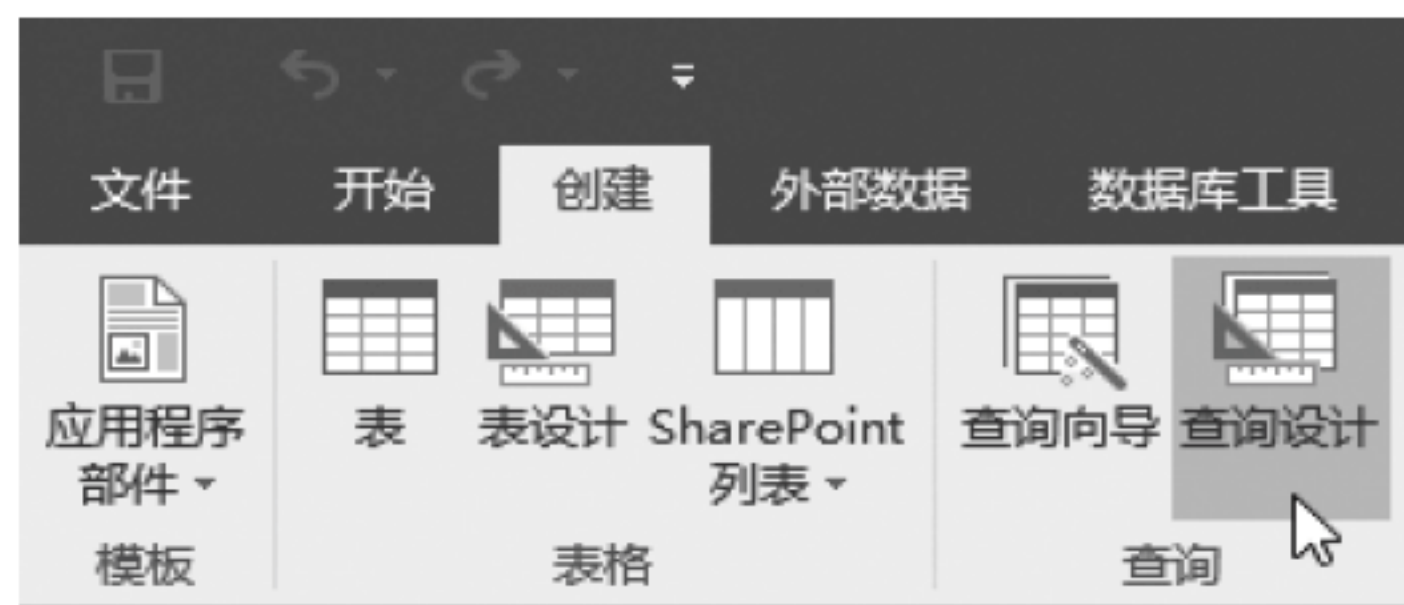 文件 开始 创建 外部数据 数据库工具
应用程序 表 表设计 SharePoint 查询向导 查询设计
部件 列表
模板 表格 查询